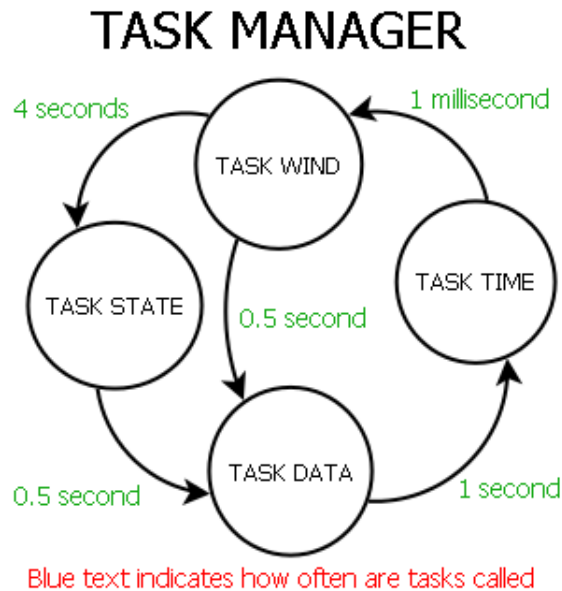 TASK MANAGER
4 seconds
1 millisecond
TASK WIND
TASK TIME
TASK STATE
0.5 second
TASK DATA
0.5 second
1 second
Blue text indicates how often are tasks called